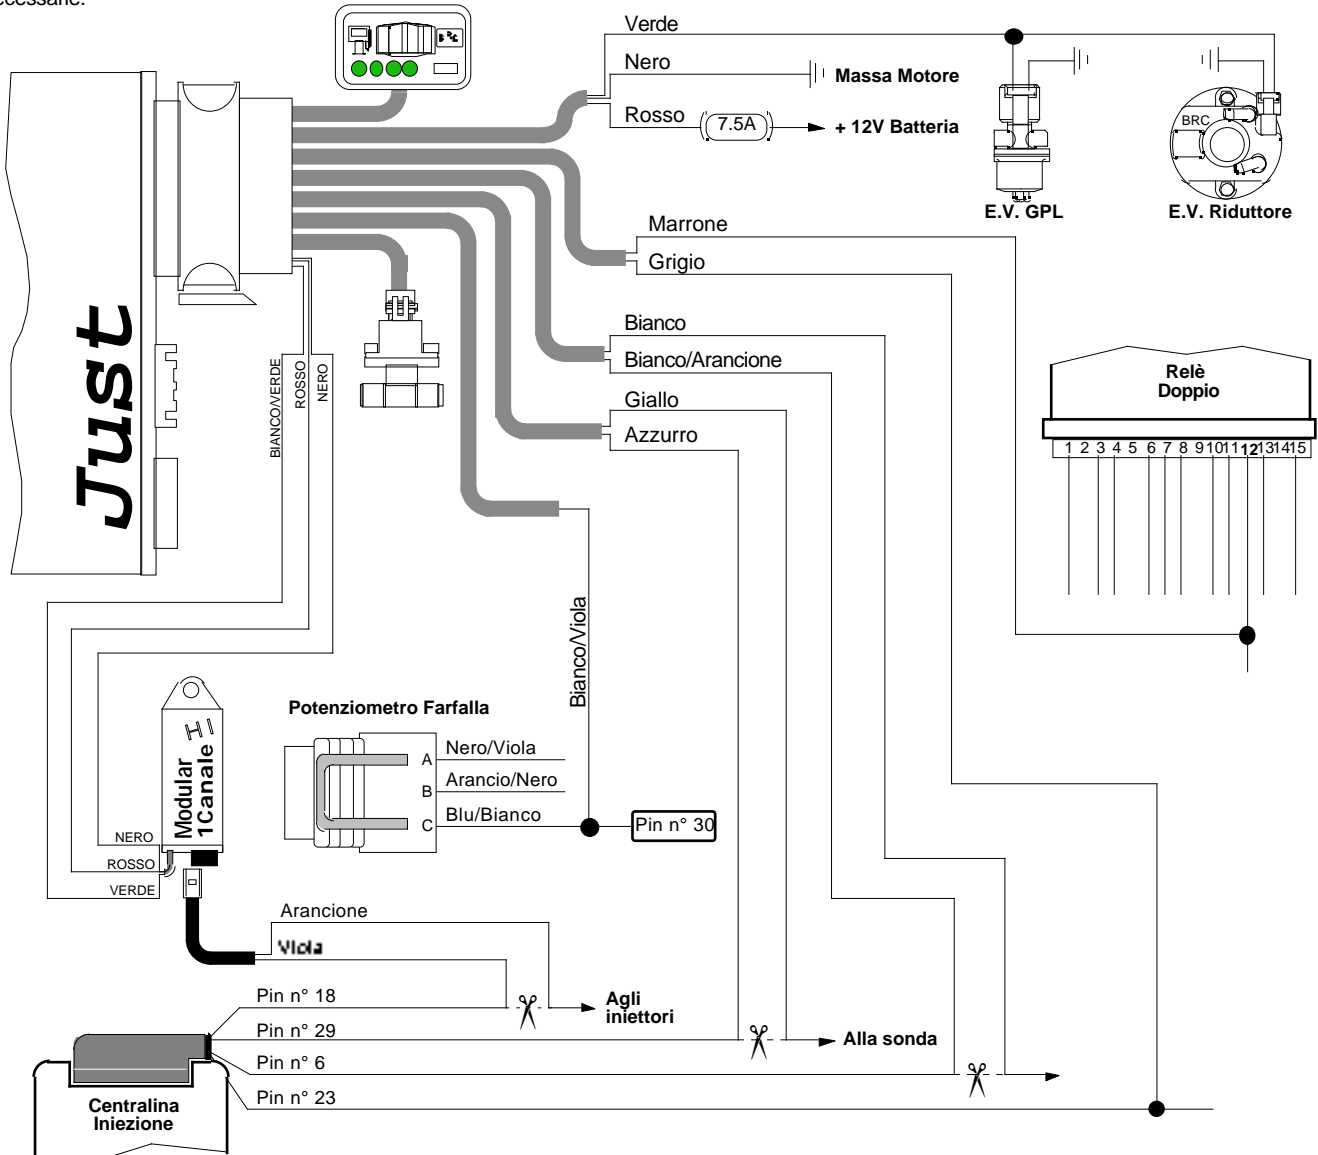 ecessarie.
Verde
Nero
Massa Motore
Rosso
7.5A
+ 12V Batteria
BRC
E.V. GPL
E.V. Riduttore
Marrone
Grigio
Bianco
Bianco/Arancione
Giallo
Azzurro
Relè
Doppio
1 2 3 4 5 6 7 8 9 10 11 12 13 14 15
Just
BIANCO/VERDE
ROSSO
NERO
Bianco/Viola
Potenziometro Farfalla
A
Nero/Viola
B
Arancio/Nero
C
Blu/Bianco
Pin n° 30
HI
Modular
1Canale
NERO
ROSSO
VERDE
Arancione
Viola
Pin n° 18
Agli
iniettori
Pin n° 29
Alla sonda
Pin n° 6
Pin n° 23
Centralina
Iniezione